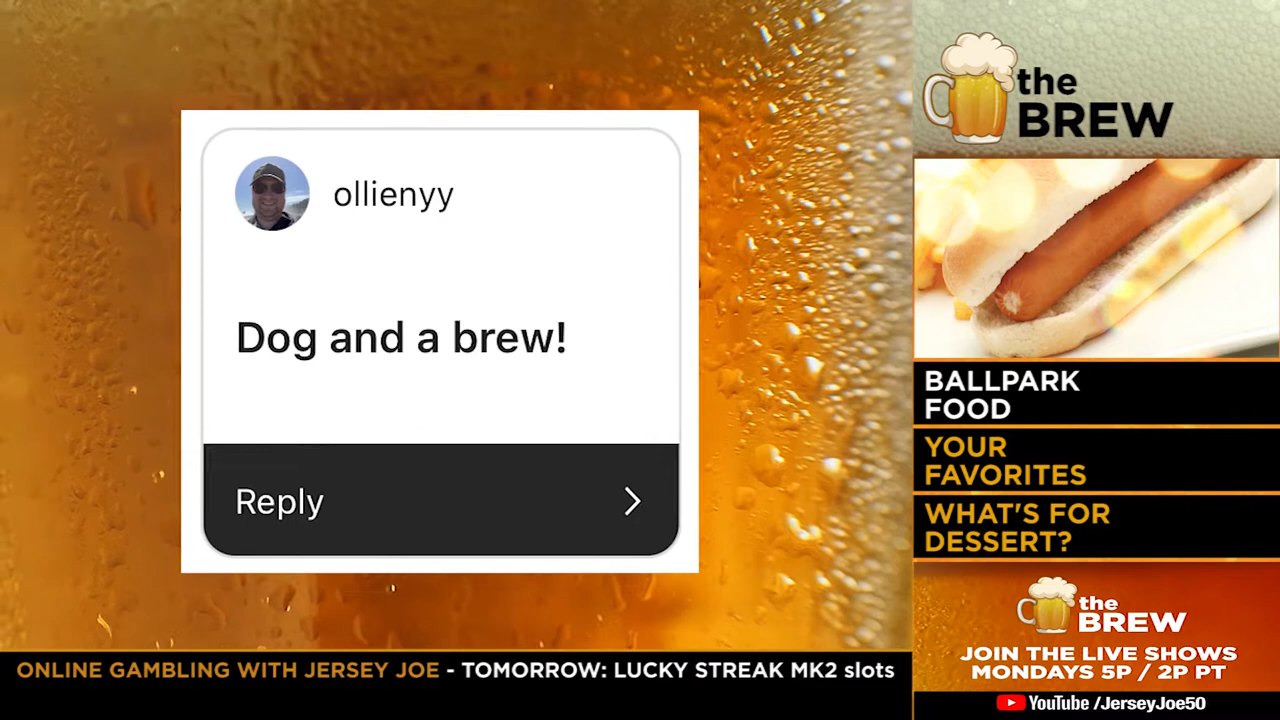 ollienyy
Dog and a brew!
Reply
the
BREW
BALLPARK
FOOD
YOUR
FAVORITES
WHAT'S FOR
DESSERT?
the
BREW
JOIN THE LIVE SHOWS
MONDAYS 5P / 2P PT
YouTube /JerseyJoe50
ONLINE GAMBLING WITH JERSEY JOE - TOMORROW: LUCKY STREAK MK2 slots